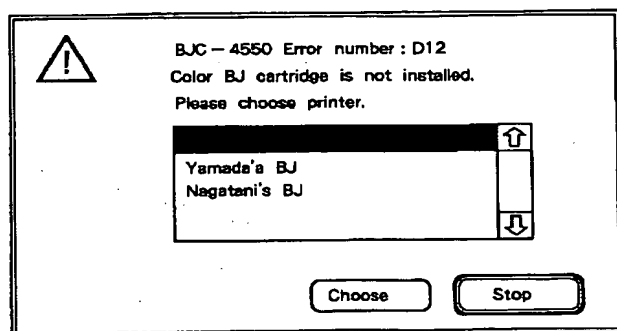 !
BJC – 4550 Error number : D12
Color BJ cartridge is not installed.
Please choose printer.
Yamada'a BJ
Nagatani's BJ
Choose
Stop